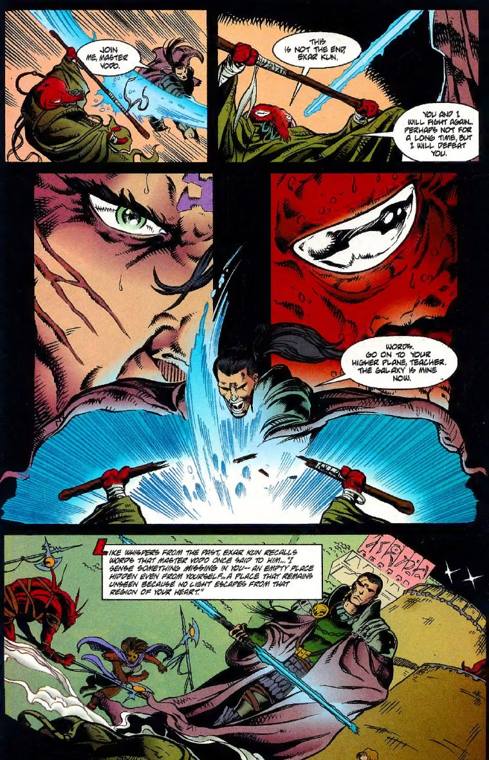 JOIN
ME, MASTER
VODO.
THIS
IS NOT THE END,
EXAR KUN.
YOU AND I
WILL FIGHT AGAIN.
PERHAPS NOT FOR
A LONG TIME, BUT
I WILL DEFEAT
YOU.
WORDS.
GO ON TO YOUR
HIGHER PLANE, TEACHER.
THE GALAXY IS MINE
NOW.
LIKE WHISPERS FROM THE PAST, EXAR KUN RECALLS
WORDS THAT MASTER VODO ONCE SAID TO HIM... "I
SENSE SOMETHING MISSING IN YOU-- AN EMPTY PLACE
HIDDEN EVEN FROM YOURSELF...A PLACE THAT REMAINS
UNSEEN BECAUSE NO LIGHT ESCAPES FROM THAT
REGION OF YOUR HEART."